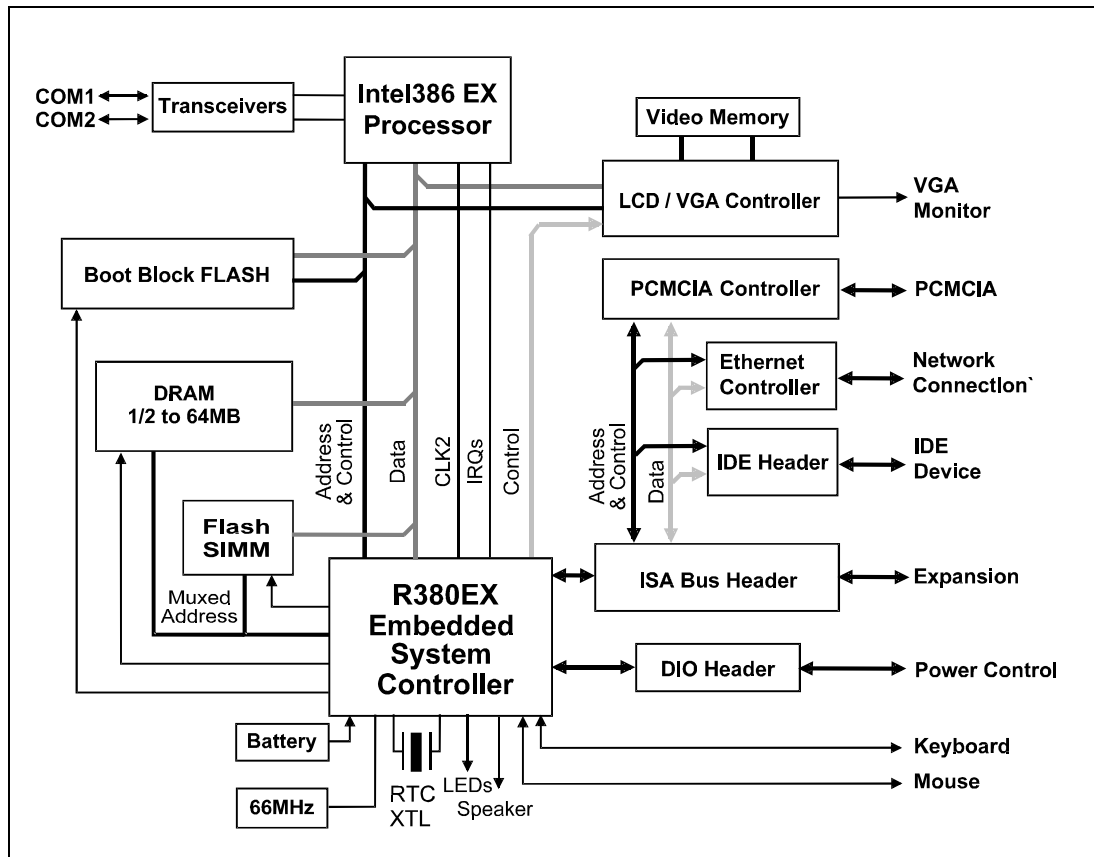 Intel386 EX
Processor
COM1
COM2
Transceivers
Video Memory
LCD / VGA Controller
VGA
Monitor
Boot Block FLASH
PCMCIA Controller
PCMCIA
Ethernet
Controller
Network
Connection`
DRAM
1/2 to 64MB
Address
& Control
Data
CLK2
IRQs
Control
Address
& Control
Data
IDE Header
IDE
Device
Flash
SIMM
Muxed
Address
ISA Bus Header
Expansion
R380EX
Embedded
System
Controller
DIO Header
Power Control
Battery
66MHz
RTC
XTL
LEDs
Speaker
Keyboard
Mouse